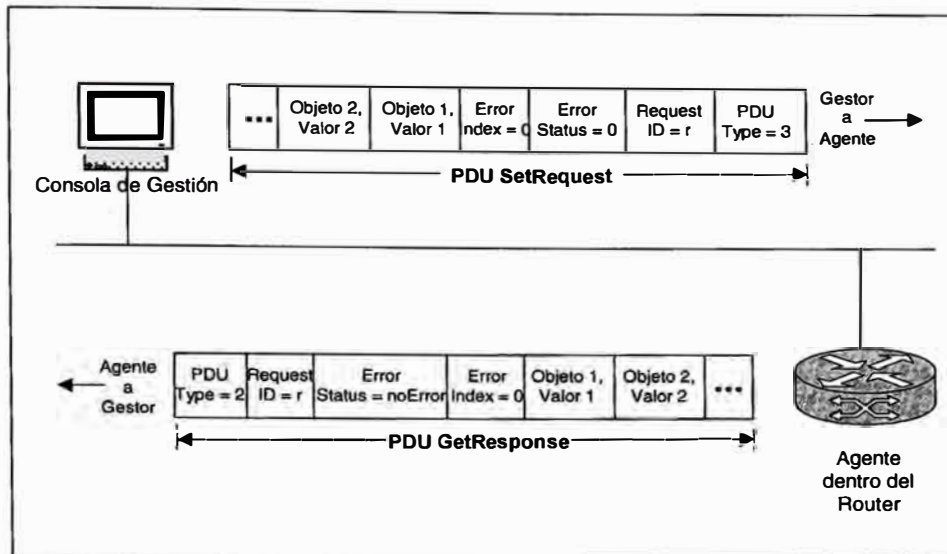 ... Objeto 2, Valor 2 Objeto 1, Valor 1 Error Index = 0 Error Status = 0 Request ID = r PDU Type = 3
Gestor
a
Agente
Consola de Gestión
PDU SetRequest
Agente
a
Gestor
PDU Type = 2 Request ID = r Error Status = noError Error Index = 0 Objeto 1, Valor 1 Objeto 2, Valor 2 ...
PDU GetResponse
Agente
dentro del
Router